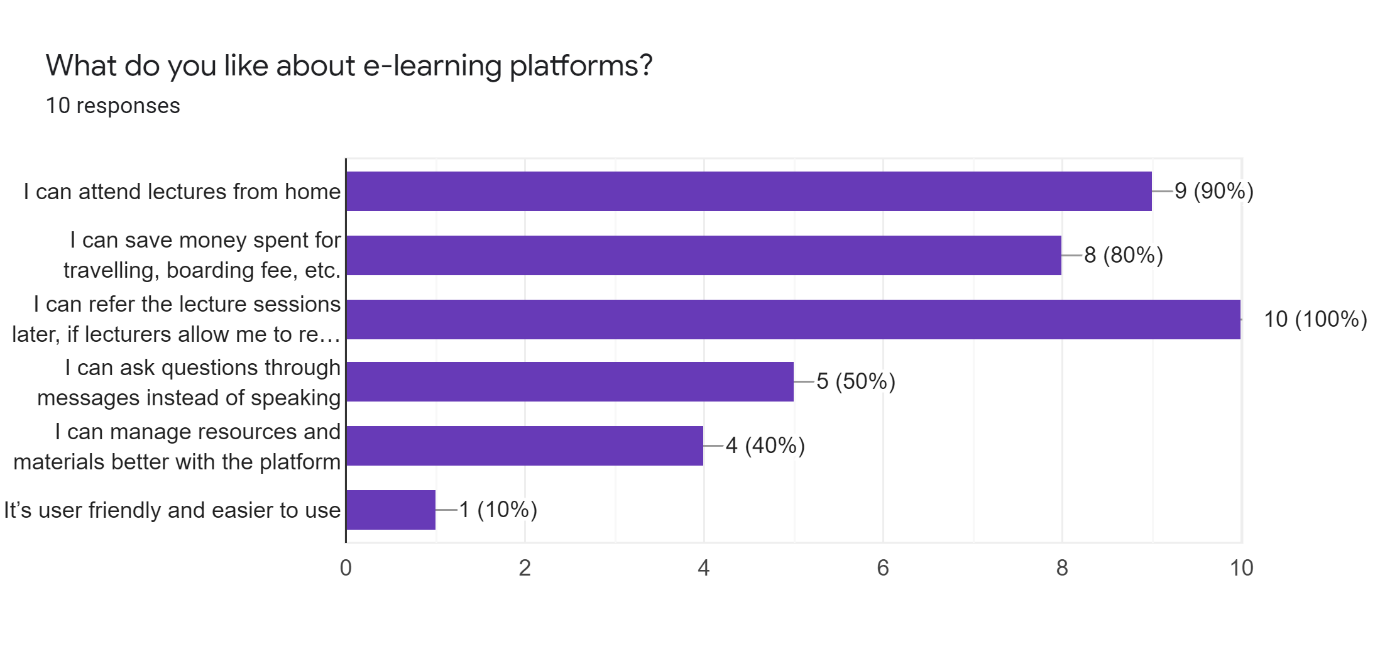 What do you like about e-learning platforms?
10 responses
I can attend lectures from home
9 (90%)
I can save money spent for
travelling, boarding fee, etc.
8 (80%)
I can refer the lecture sessions
later, if lecturers allow me to re…
10 (100%)
I can ask questions through
messages instead of speaking
5 (50%)
I can manage resources and
materials better with the platform
4 (40%)
It’s user friendly and easier to use
1 (10%)
0 2 4 6 8 10